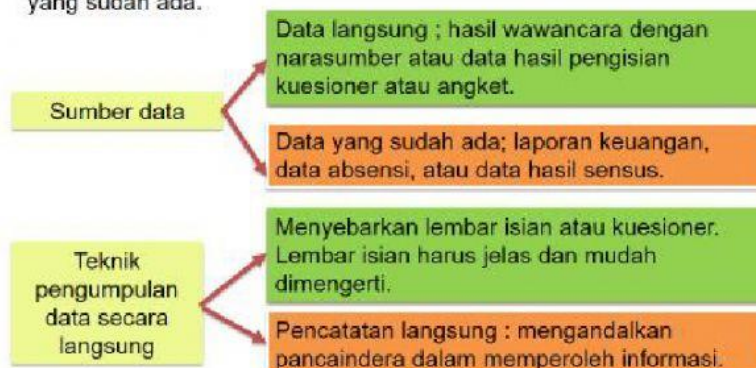 yang sudah ada.
Data langsung ; hasil wawancara dengan
narasumber atau data hasil pengisian
kuesioner atau angket.
Sumber data
Data yang sudah ada; laporan keuangan,
data absensi, atau data hasil sensus.
Menyebarkan lembar isian atau kuesioner.
Lembar isian harus jelas dan mudah
dimengerti.
Teknik
pengumpulan
data secara
langsung
Pencatatan langsung : mengandalkan
pancaindera dalam memperoleh informasi.